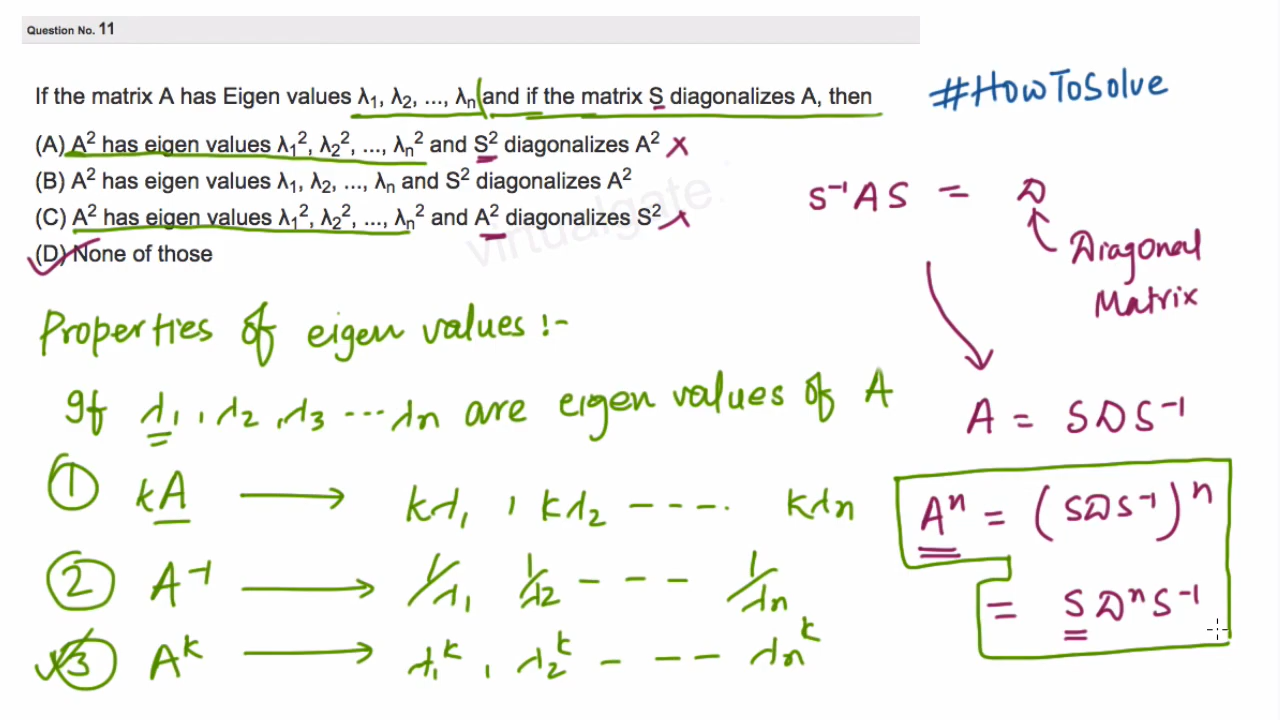 Question No. 11
If the matrix A has Eigen values λ₁, λ₂, ..., λₙ and if the matrix S diagonalizes A, then
#HowToSolve
(A) A² has eigen values λ₁², λ₂², ..., λₙ² and S² diagonalizes A² ✗
(B) A² has eigen values λ₁, λ₂, ..., λₙ and S² diagonalizes A²
(C) A² has eigen values λ₁², λ₂², ..., λₙ² and A² diagonalizes S² ✗
(D) None of those
virtualgate
S⁻¹AS = D
Diagonal
Matrix
Properties of eigen values :-
If λ₁, λ₂, λ₃ ... λn are eigen values of A
① kA → kλ₁, kλ₂ ---- kλn
② A⁻¹ → 1/λ₁ 1/λ₂ --- 1/λn
③ Aᵏ → λ₁ᵏ, λ₂ᵏ - -- λnᵏ
A = SDS⁻¹
Aⁿ = (SDS⁻¹)ⁿ
= SDⁿS⁻¹